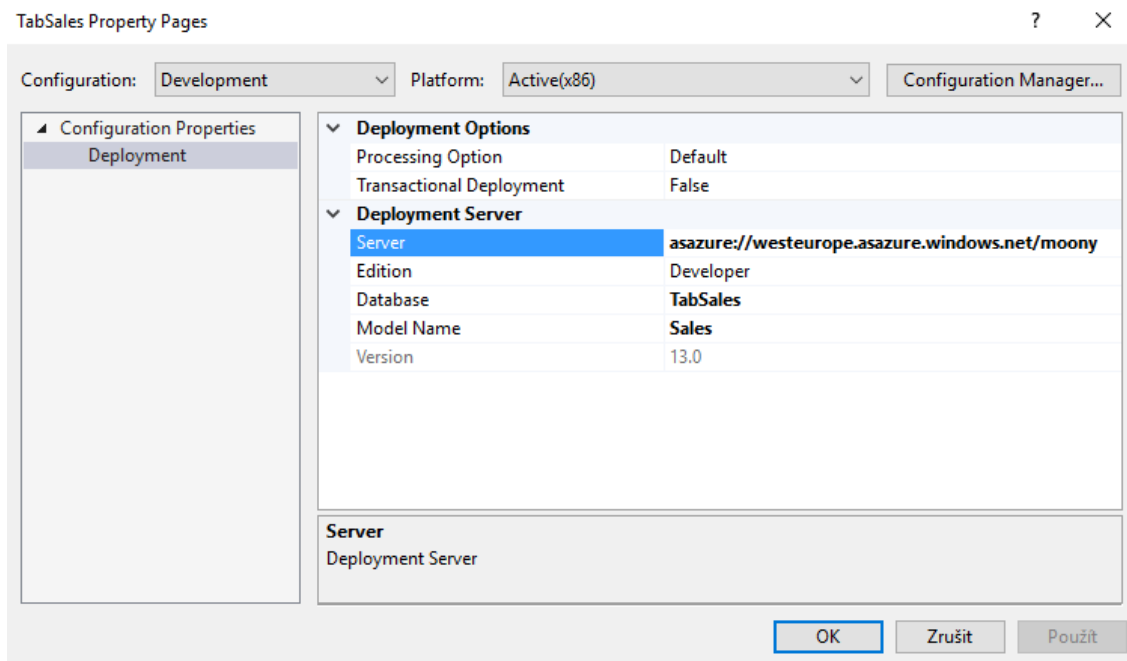 TabSales Property Pages
? ×
Configuration: Development Platform: Active(x86) Configuration Manager...
Configuration Properties
Deployment
Deployment Options
Processing Option Default
Transactional Deployment False
Deployment Server
Server asazure://westeurope.asazure.windows.net/moony
Edition Developer
Database TabSales
Model Name Sales
Version 13.0
Server
Deployment Server
OK Zrušit Použít